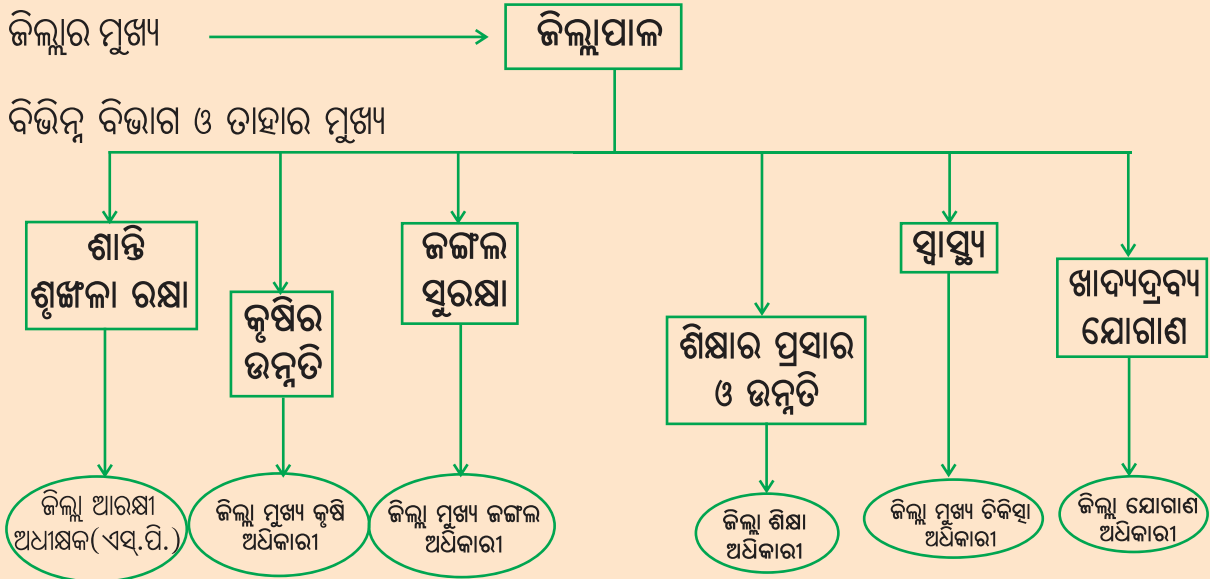 ଜିଲ୍ଲାର ମୁଖ୍ୟ
ଜିଲ୍ଲାପାଳ
ବିଭିନ୍ନ ବିଭାଗ ଓ ତାହାର ମୁଖ୍ୟ
ଶାନ୍ତି
ଶୃଙ୍ଖଳା ରକ୍ଷା
କୃଷିର
ଉନ୍ନତି
ଜଙ୍ଗଲ
ସୁରକ୍ଷା
ଶିକ୍ଷାର ପ୍ରସାର
ଓ ଉନ୍ନତି
ସ୍ୱାସ୍ଥ୍ୟ
ଖାଦ୍ୟଦ୍ରବ୍ୟ
ଯୋଗାଣ
ଜିଲ୍ଲା ଆରକ୍ଷୀ
ଅଧୀକ୍ଷକ(ଏସ୍.ପି.)
ଜିଲ୍ଲା ମୁଖ୍ୟ କୃଷି
ଅଧିକାରୀ
ଜିଲ୍ଲା ମୁଖ୍ୟ ଜଙ୍ଗଲ
ଅଧିକାରୀ
ଜିଲ୍ଲା ଶିକ୍ଷା
ଅଧିକାରୀ
ଜିଲ୍ଲା ମୁଖ୍ୟ ଚିକିତ୍ସା
ଅଧିକାରୀ
ଜିଲ୍ଲା ଯୋଗାଣ
ଅଧିକାରୀ